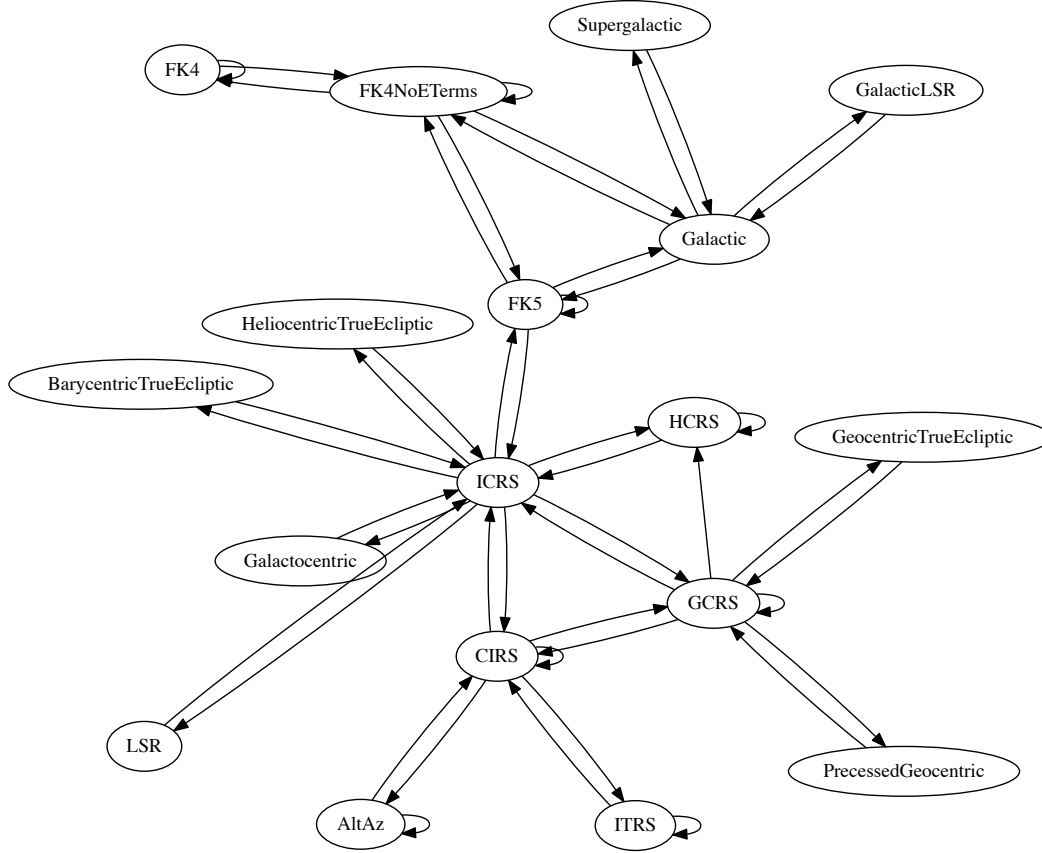 Supergalactic
FK4
FK4NoETerms
GalacticLSR
Galactic
FK5
HeliocentricTrueEcliptic
BarycentricTrueEcliptic
HCRS
GeocentricTrueEcliptic
ICRS
Galactocentric
GCRS
CIRS
LSR
PrecessedGeocentric
AltAz
ITRS